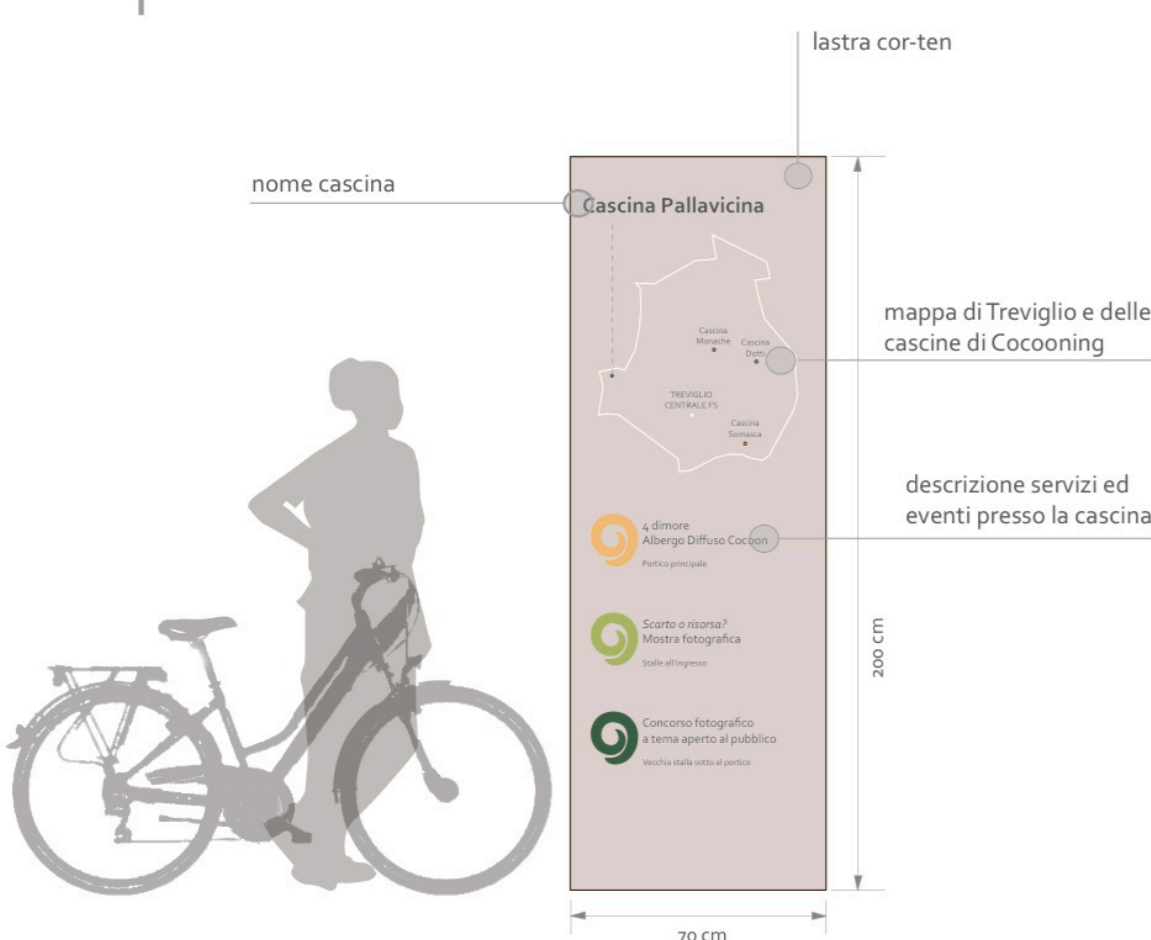 lastra cor-ten
nome cascina
Cascina Pallavicina
mappa di Treviglio e delle
cascine di Cocooning
Cascina
Monache
Cascina
Dotti
TREVIGLIO
CENTRALE FS
Cascina
Somasca
descrizione servizi ed
eventi presso la cascina
4 dimore
Albergo Diffuso Cocoon
Portico principale
Scarto o risorsa?
Mostra fotografica
Stalle all'ingresso
Concorso fotografico
a tema aperto al pubblico
Vecchia stalla sotto al portico
200 cm
70 cm